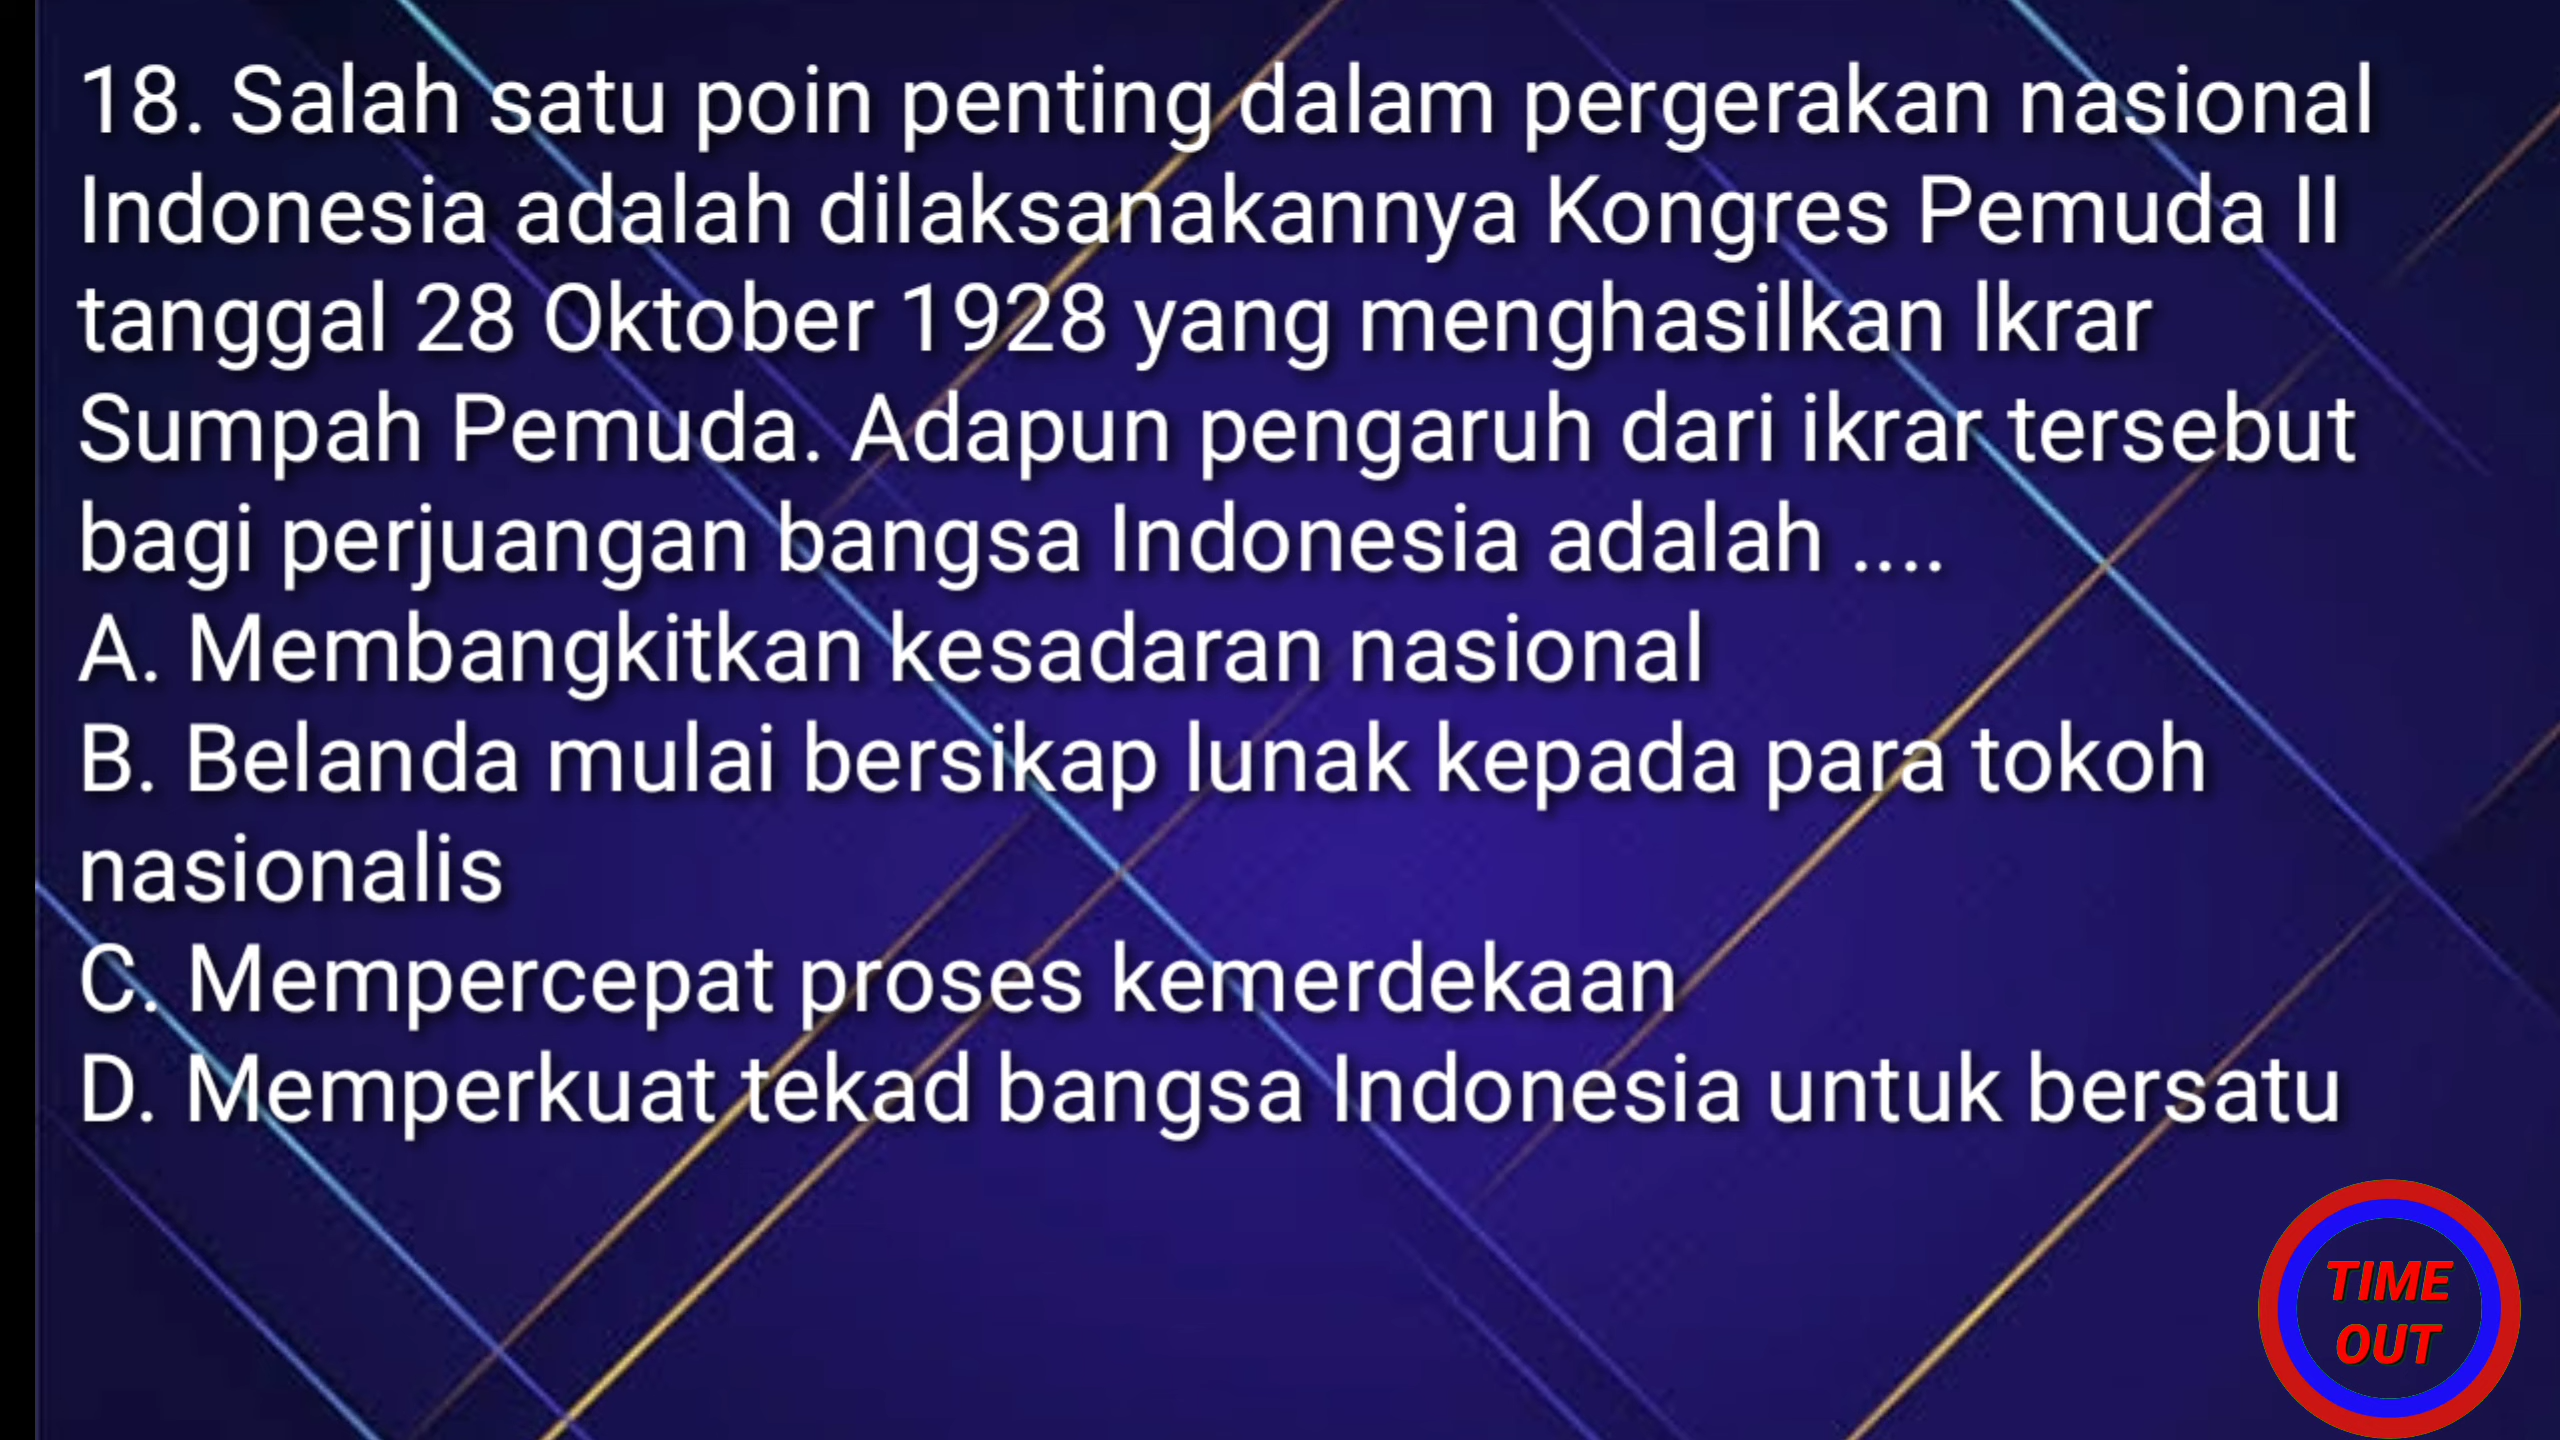 18. Salah satu poin penting dalam pergerakan nasional
Indonesia adalah dilaksanakannya Kongres Pemuda II
tanggal 28 Oktober 1928 yang menghasilkan Ikrar
Sumpah Pemuda. Adapun pengaruh dari ikrar tersebut
bagi perjuangan bangsa Indonesia adalah ....
A. Membangkitkan kesadaran nasional
B. Belanda mulai bersikap lunak kepada para tokoh
nasionalis
C. Mempercepat proses kemerdekaan
D. Memperkuat tekad bangsa Indonesia untuk bersatu
TIME
OUT